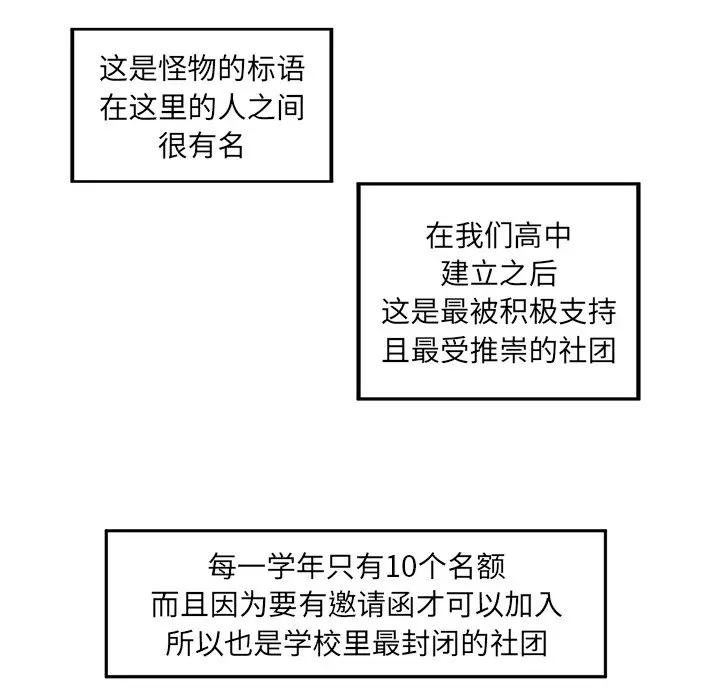 这是怪物的标语
在这里的人之间
很有名
在我们高中
建立之后
这是最被积极支持
且最受推崇的社团
每一学年只有10个名额
而且因为要有邀请函才可以加入
所以也是学校里最封闭的社团